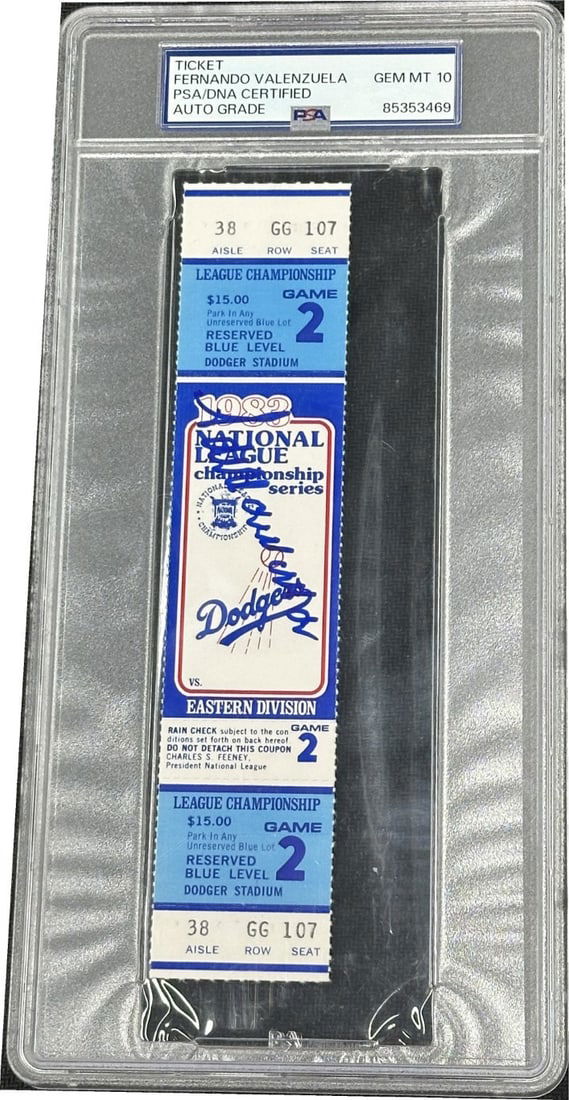 TICKET
FERNANDO VALENZUELA GEM MT 10
PSA/DNA CERTIFIED
AUTO GRADE PSA 85353469
38 GG 107
AISLE ROW SEAT
LEAGUE CHAMPIONSHIP
$15.00 GAME
Park In Any 2
Unreserved Blue Lot
RESERVED
BLUE LEVEL
DODGER STADIUM
1983
NATIONAL
LEAGUE
championship
series
Dodgers
VS.
EASTERN DIVISION
RAIN CHECK subject to the con GAME
ditions set forth on back hereof 2
DO NOT DETACH THIS COUPON
CHARLES S. FEENEY,
President National League
LEAGUE CHAMPIONSHIP
$15.00 GAME
Park In Any 2
Unreserved Blue Lot
RESERVED
BLUE LEVEL
DODGER STADIUM
38 GG 107
AISLE ROW SEAT